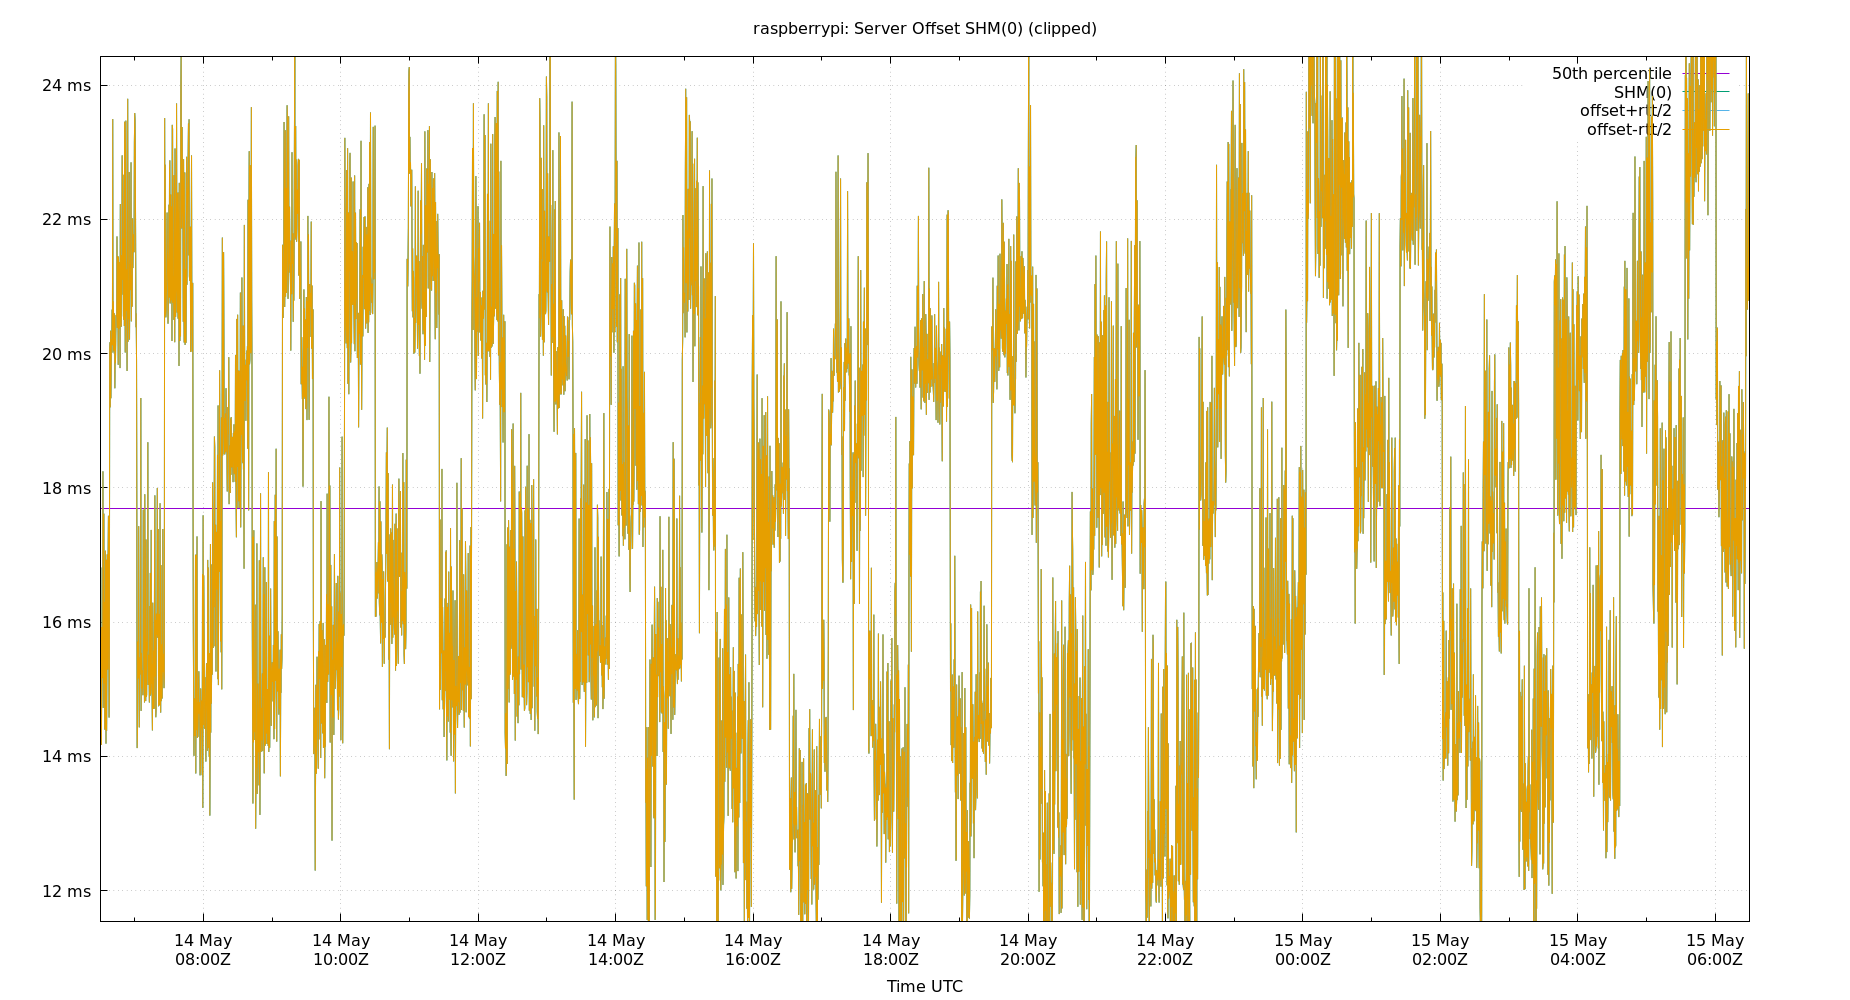 raspberrypi: Server Offset SHM(0) (clipped)
24 ms
22 ms
20 ms
18 ms
16 ms
14 ms
12 ms
50th percentile
SHM(0)
offset+rtt/2
offset-rtt/2
14 May 14 May 14 May 14 May 14 May 14 May 14 May 14 May 15 May 15 May 15 May 15 May
08:00Z 10:00Z 12:00Z 14:00Z 16:00Z 18:00Z 20:00Z 22:00Z 00:00Z 02:00Z 04:00Z 06:00Z
Time UTC